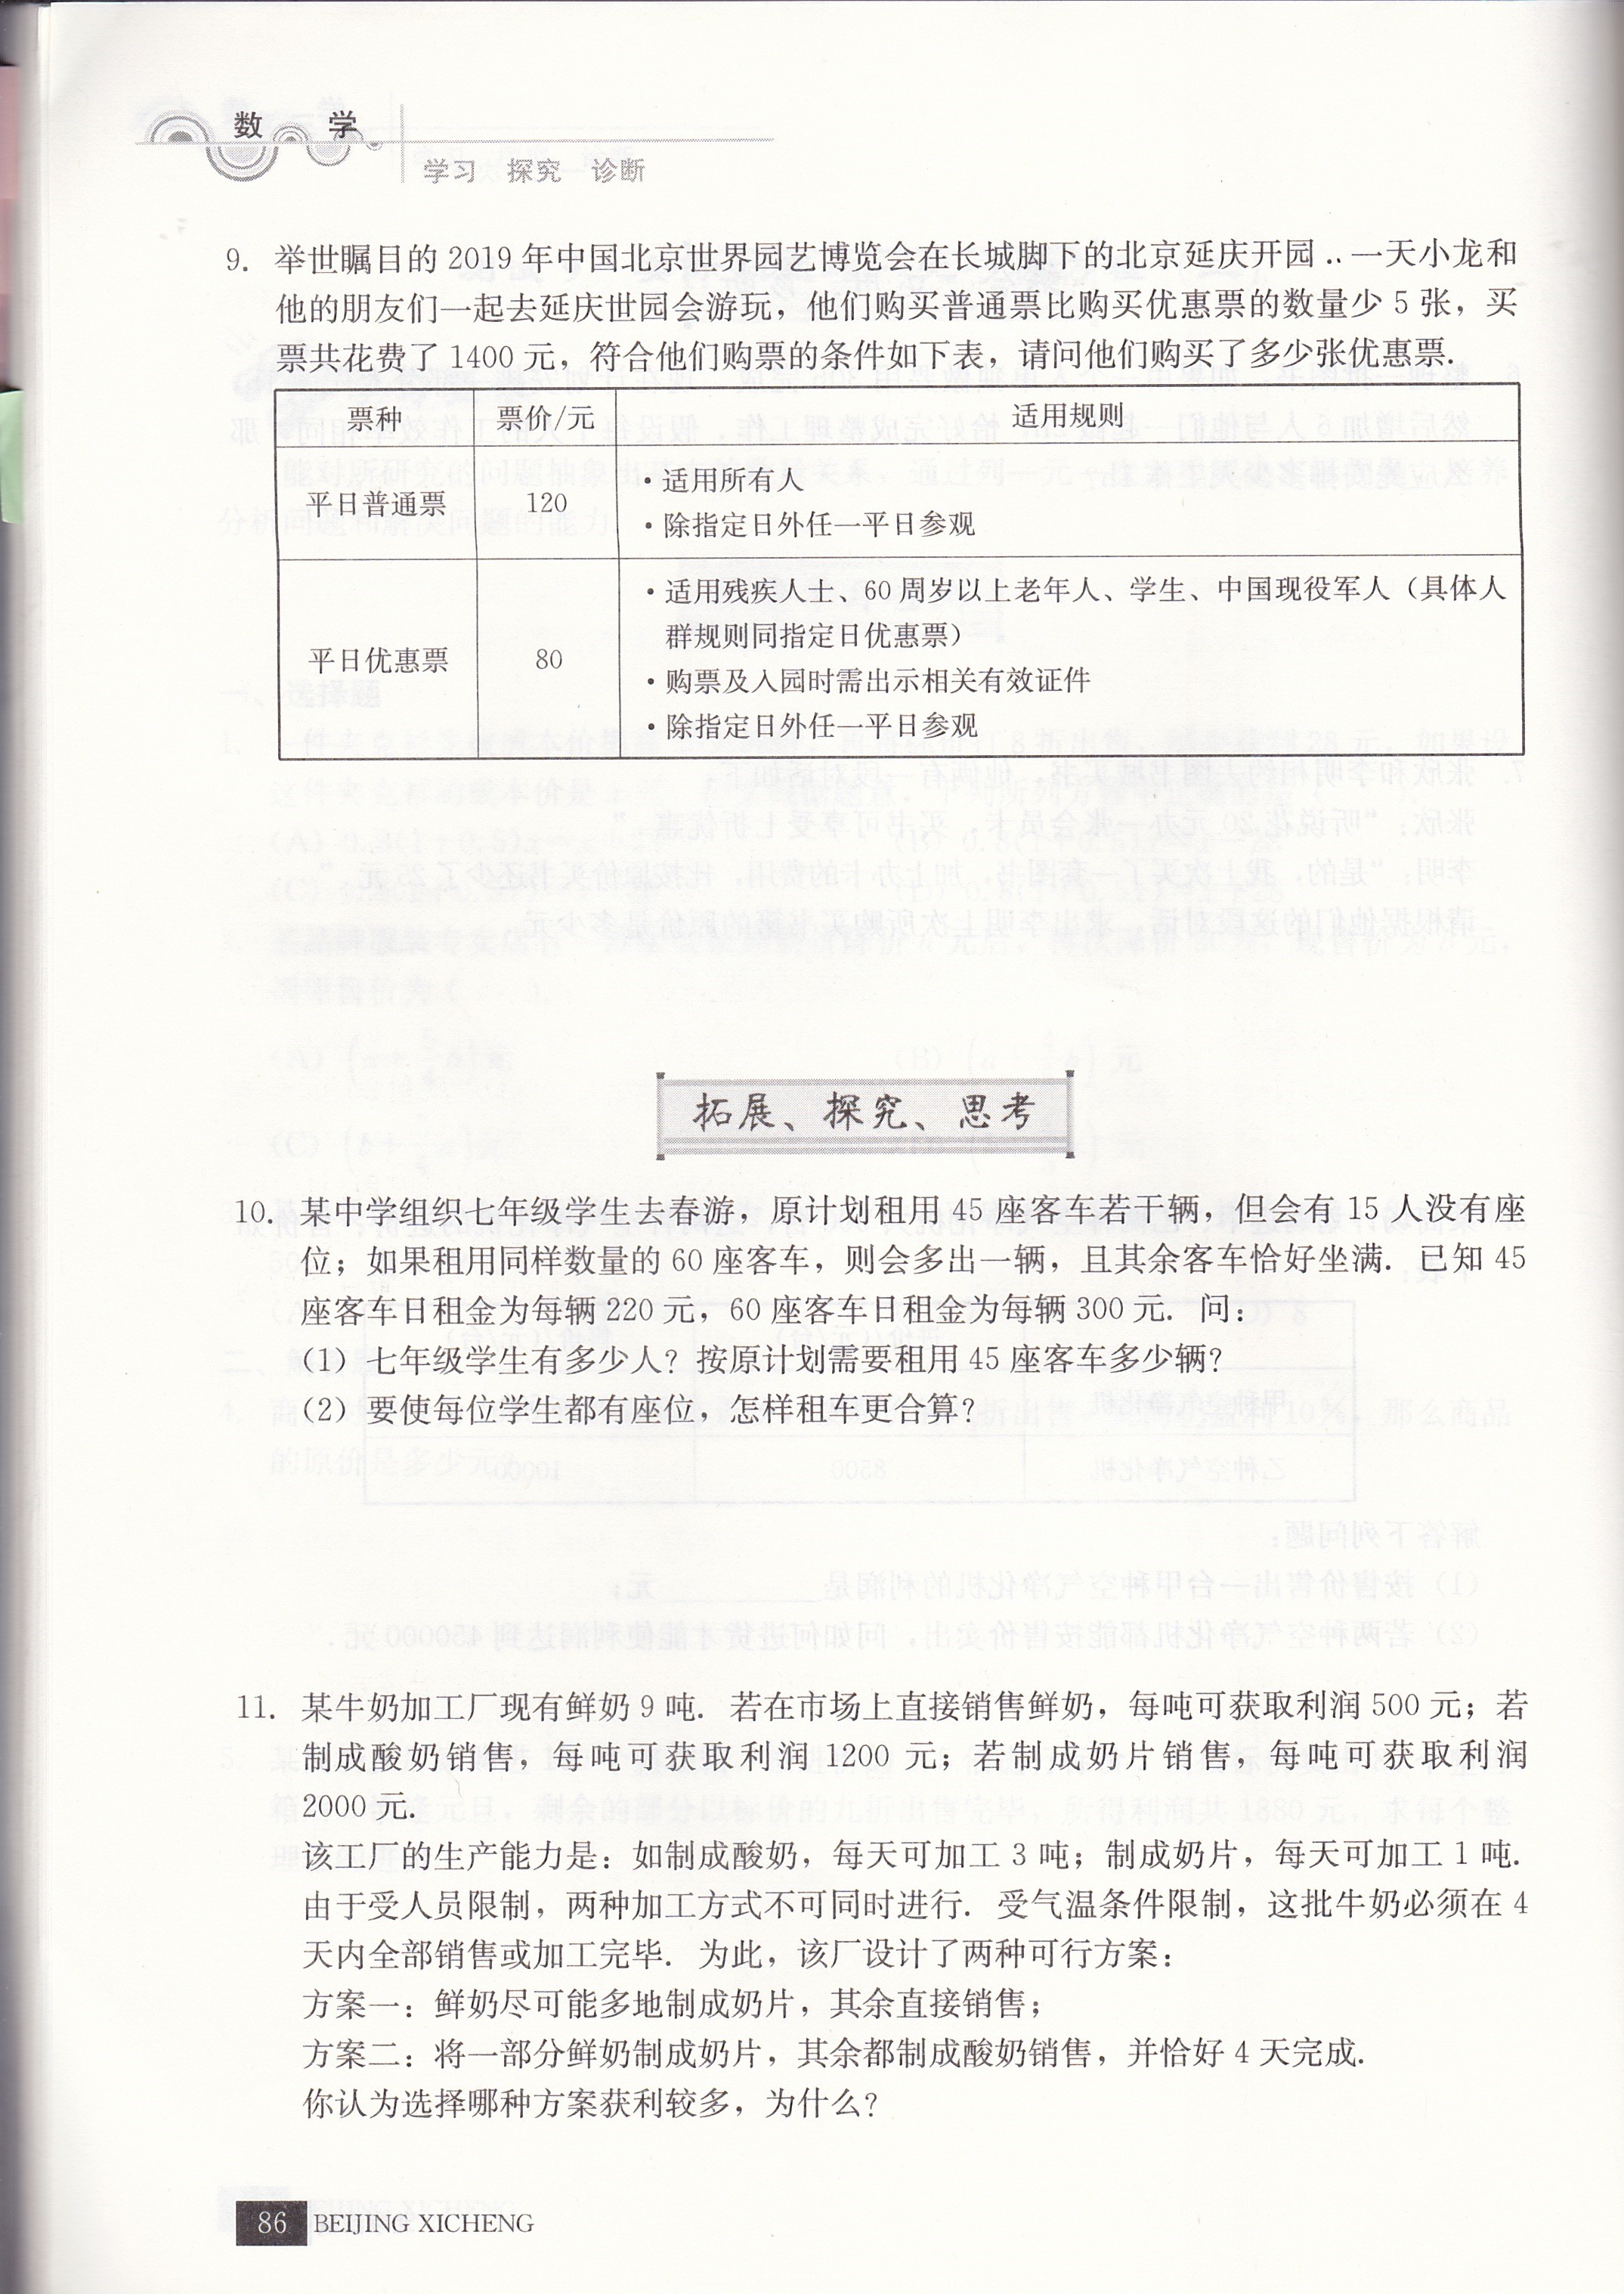 数 学
学习 探究 诊断
9. 举世瞩目的 2019 年中国北京世界园艺博览会在长城脚下的北京延庆开园 .. 一天小龙和
他的朋友们一起去延庆世园会游玩，他们购买普通票比购买优惠票的数量少 5 张，买
票共花费了 1400 元，符合他们购票的条件如下表，请问他们购买了多少张优惠票.
票种 票价/元 适用规则
平日普通票 120
·适用所有人
·除指定日外任一平日参观
平日优惠票 80
·适用残疾人士、60 周岁以上老年人、学生、中国现役军人（具体人
群规则同指定日优惠票）
·购票及入园时需出示相关有效证件
·除指定日外任一平日参观
拓展、探究、思考
10. 某中学组织七年级学生去春游，原计划租用 45 座客车若干辆，但会有 15 人没有座
位；如果租用同样数量的 60 座客车，则会多出一辆，且其余客车恰好坐满. 已知 45
座客车日租金为每辆 220 元，60 座客车日租金为每辆 300 元. 问：
（1）七年级学生有多少人？按原计划需要租用 45 座客车多少辆？
（2）要使每位学生都有座位，怎样租车更合算？
11. 某牛奶加工厂现有鲜奶 9 吨. 若在市场上直接销售鲜奶，每吨可获取利润 500 元；若
制成酸奶销售，每吨可获取利润 1200 元；若制成奶片销售，每吨可获取利润
2000 元.
该工厂的生产能力是：如制成酸奶，每天可加工 3 吨；制成奶片，每天可加工 1 吨.
由于受人员限制，两种加工方式不可同时进行. 受气温条件限制，这批牛奶必须在 4
天内全部销售或加工完毕. 为此，该厂设计了两种可行方案：
方案一：鲜奶尽可能多地制成奶片，其余直接销售；
方案二：将一部分鲜奶制成奶片，其余都制成酸奶销售，并恰好 4 天完成.
你认为选择哪种方案获利较多，为什么？
86 BEIJING XICHENG